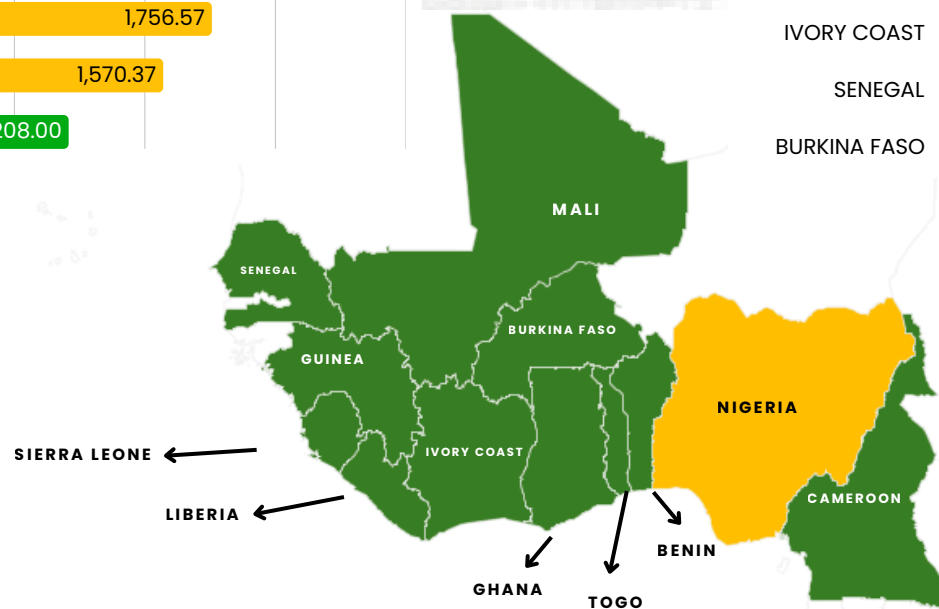 1,756.57
IVORY COAST
1,570.37
SENEGAL
208.00
BURKINA FASO
MALI
SENEGAL
BURKINA FASO
GUINEA
NIGERIA
IVORY COAST
SIERRA LEONE
CAMEROON
LIBERIA
BENIN
GHANA
TOGO